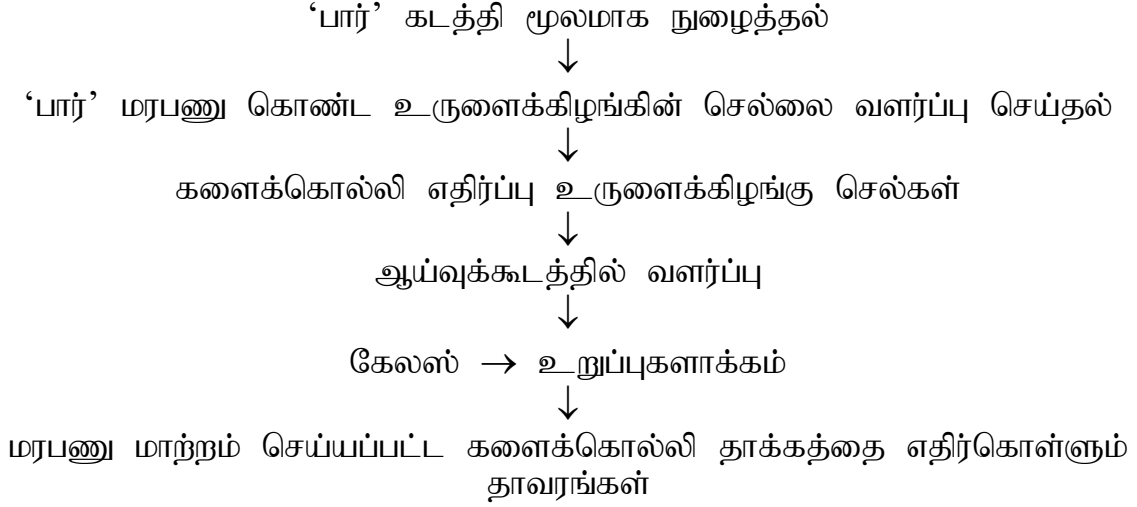 ‘பார்’ கடத்தி மூலமாக நுழைத்தல்
↓
‘பார்’ மரபணு கொண்ட உருளைக்கிழங்கின் செல்லை வளர்ப்பு செய்தல்
↓
களைக்கொல்லி எதிர்ப்பு உருளைக்கிழங்கு செல்கள்
↓
ஆய்வுக்கூடத்தில் வளர்ப்பு
↓
கேலஸ் → உறுப்புகளாக்கம்
↓
மரபணு மாற்றம் செய்யப்பட்ட களைக்கொல்லி தாக்கத்தை எதிர்கொள்ளும்
தாவரங்கள்